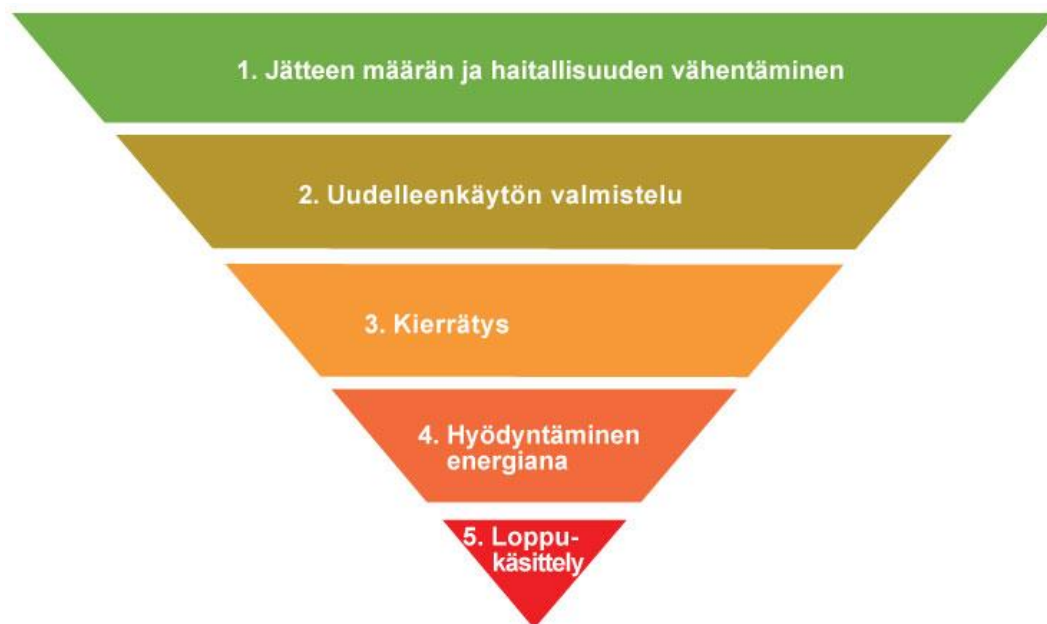 1. Jätteen määrän ja haitallisuuden vähentäminen
2. Uudelleenkäytön valmistelu
3. Kierrätys
4. Hyödyntäminen
energiana
5. Loppu-
käsittely